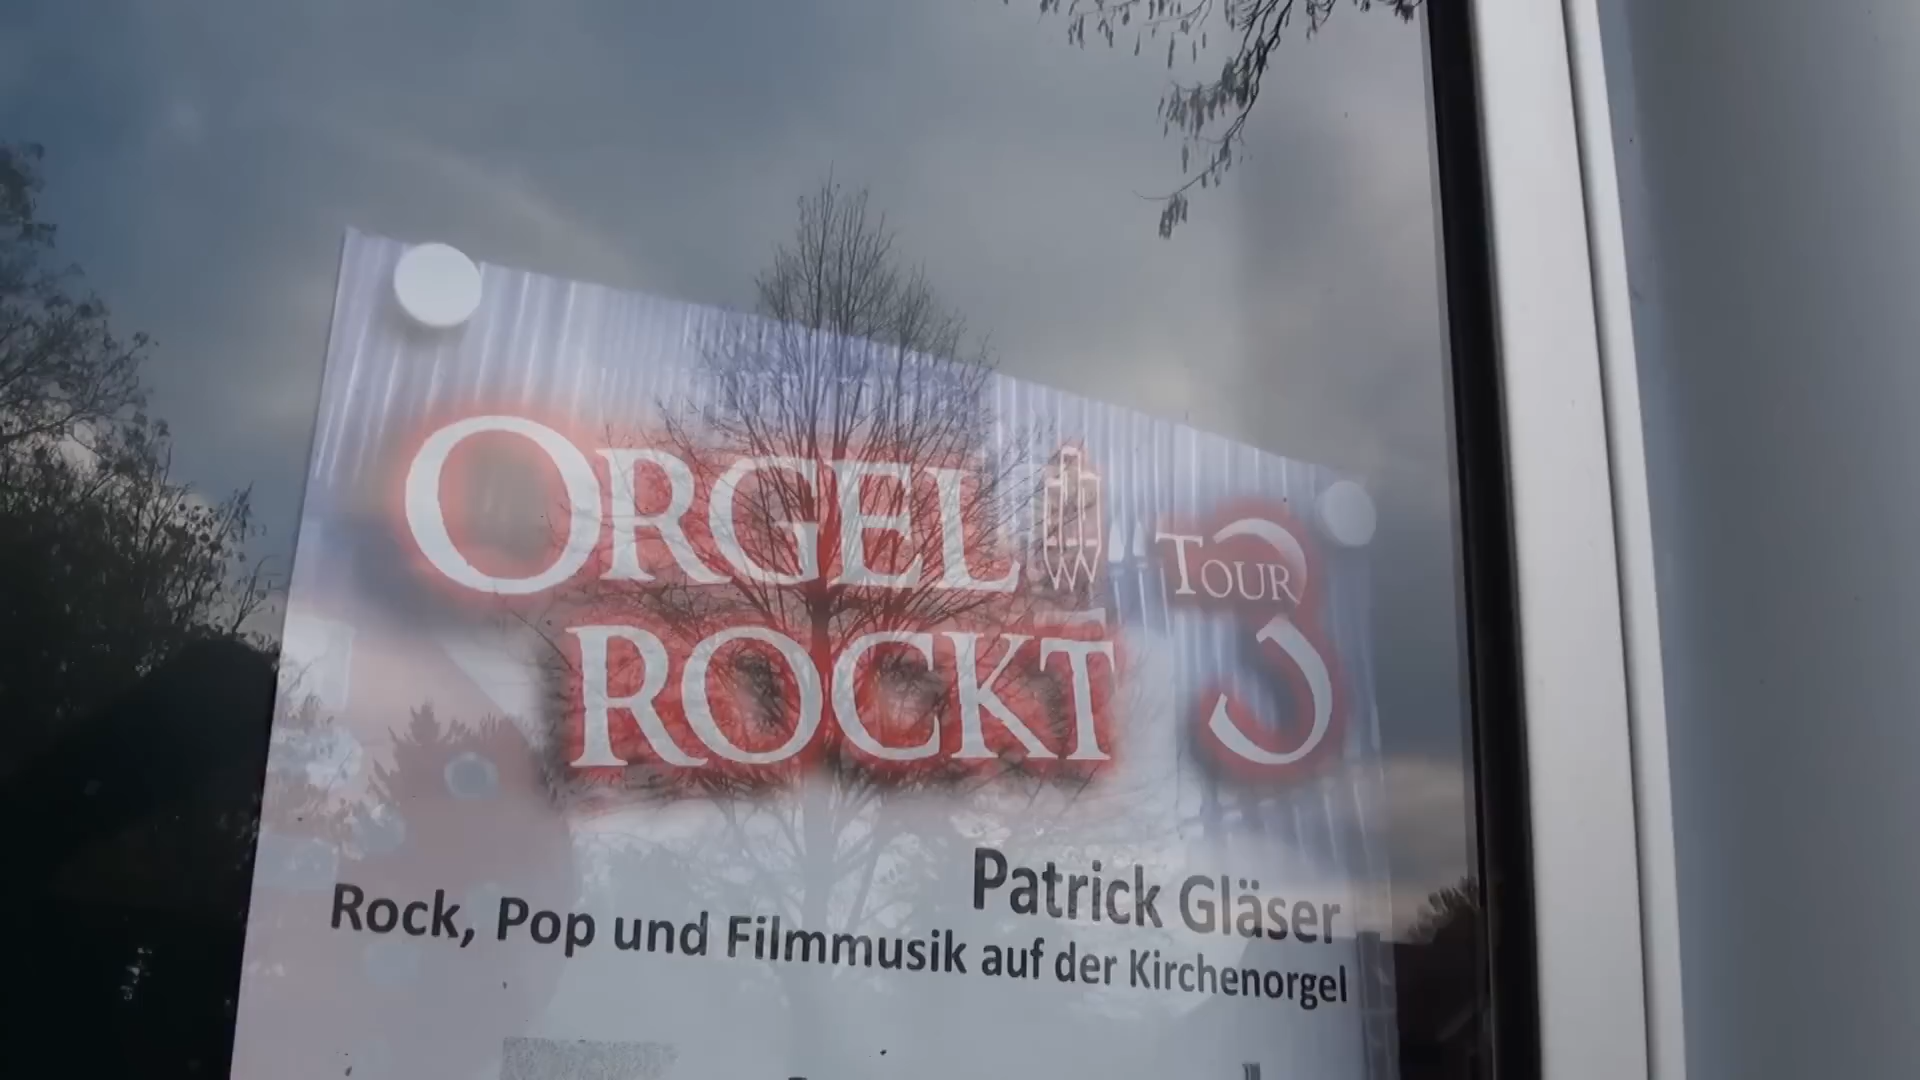 ORGEL
ROCKT
TOUR
3
Patrick Gläser
Rock, Pop und Filmmusik auf der Kirchenorgel